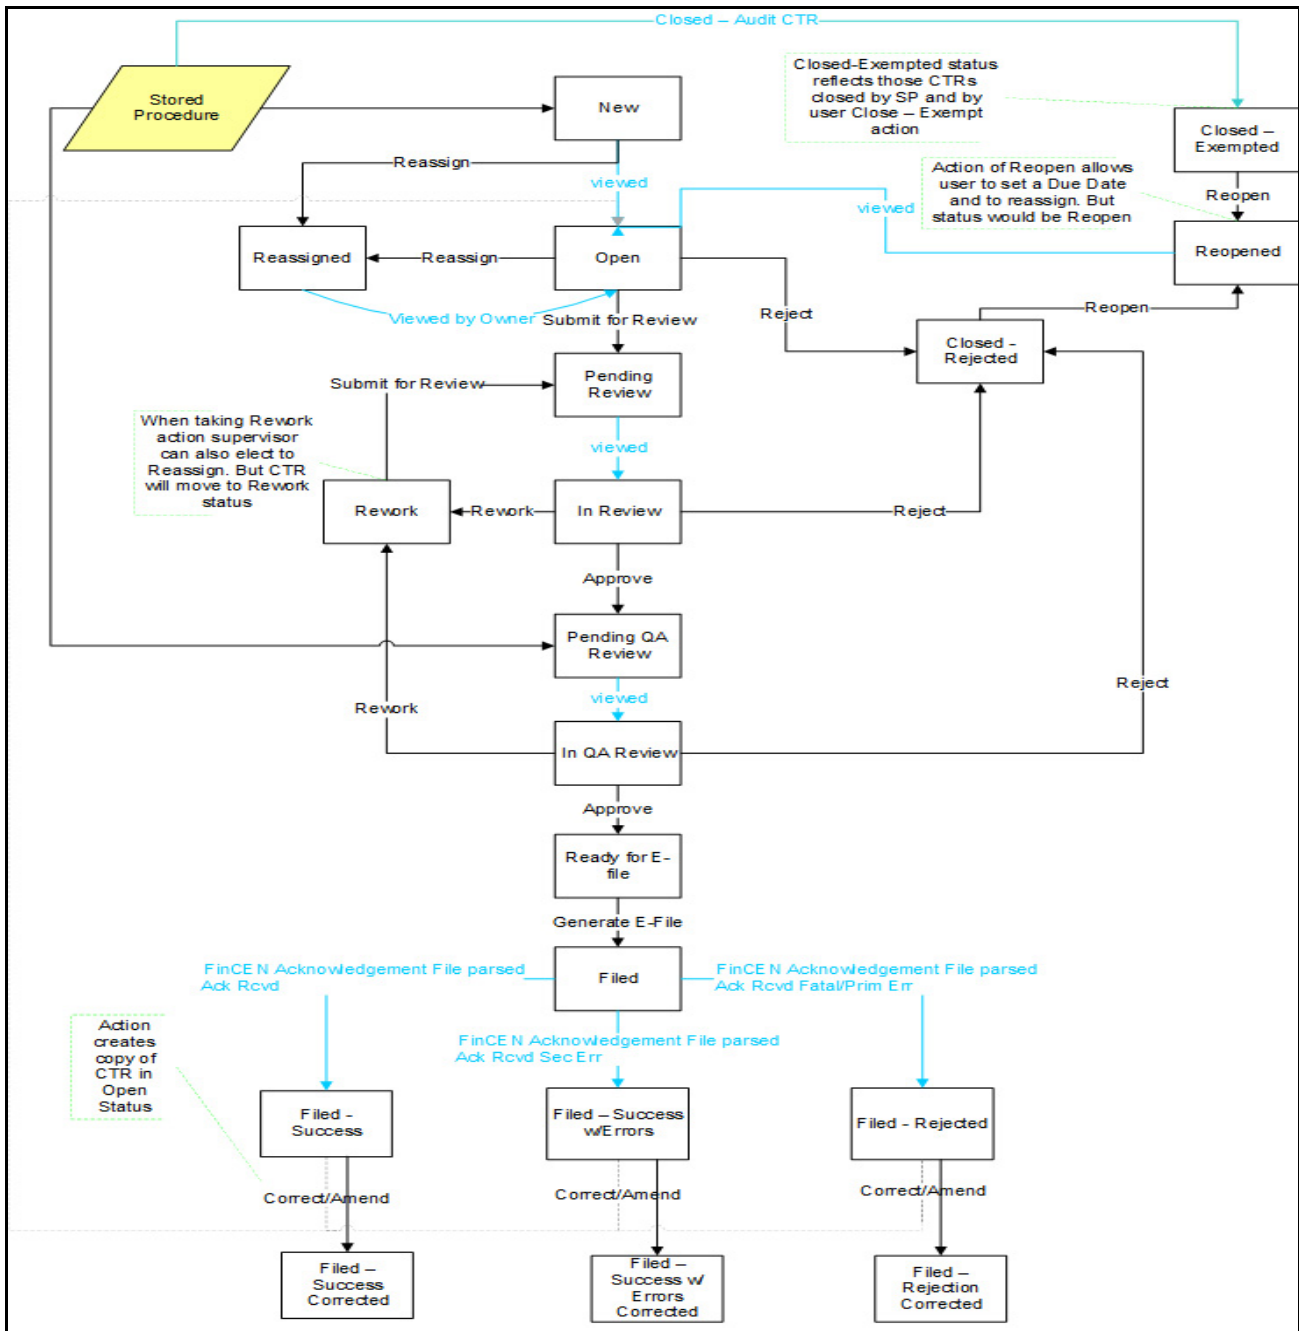 Closed – Audit CTR
Stored
Procedure
New
Closed-Exempted status
reflects those CTRs
closed by SP and by
user Close – Exempt
action
Closed –
Exempted
Reassign
viewed
Action of Reopen allows
user to set a Due Date
and to reassign. But
status would be Reopen
Reopen
viewed
Reassigned
Reassign
Open
Reopened
Viewed by Owner
Submit for Review
Reject
Reopen
Closed -
Rejected
Submit for Review
Pending
Review
When taking Rework
action supervisor
can also elect to
Reassign. But CTR
will move to Rework
status
viewed
Rework
Rework
In Review
Reject
Approve
Pending QA
Review
Reject
viewed
Rework
In QA Review
Approve
Ready for E-
file
Generate E-File
Filed
FinCEN Acknowledgement File parsed
Ack Rcvd
FinCEN Acknowledgement File parsed
Ack Rcvd Fatal/Prim Err
FinCEN Acknowledgement File parsed
Ack Rcvd Sec Err
Action
creates
copy of
CTR in
Open
Status
Filed -
Success
Filed – Success
w/Errors
Filed - Rejected
Correct/Amend
Correct/Amend
Correct/Amend
Filed –
Success
Corrected
Filed –
Success w/
Errors
Corrected
Filed –
Rejection
Corrected